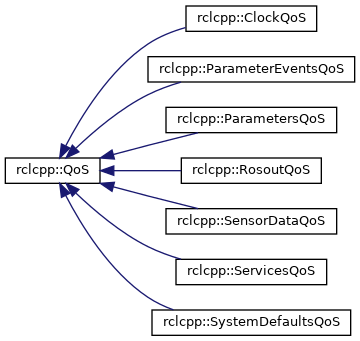 rclcpp::ClockQoS
rclcpp::ParameterEventsQoS
rclcpp::ParametersQoS
rclcpp::QoS
rclcpp::RosoutQoS
rclcpp::SensorDataQoS
rclcpp::ServicesQoS
rclcpp::SystemDefaultsQoS